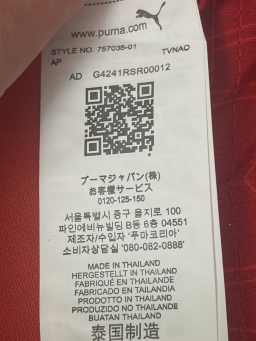 www.puma.com
STYLE NO. 757035-01 TVNAO
AP
AD G4241RSR00012
プーマジャパン(株)
お客様サービス
0120-125-150
서울특별시 중구 을지로 100
파인에비뉴빌딩 B동 6층 04551
제조자/수입자 '푸마코리아'
소비자상담실 '080-082-0888'
MADE IN THAILAND
HERGESTELLT IN THAILAND
FABRIQUÉ EN THAÏLANDE
FABRICADO EN TAILANDIA
PRODOTTO IN THAILAND
PRODUZIDO NO THAILANDE
BUATAN THAILAND
泰国制造